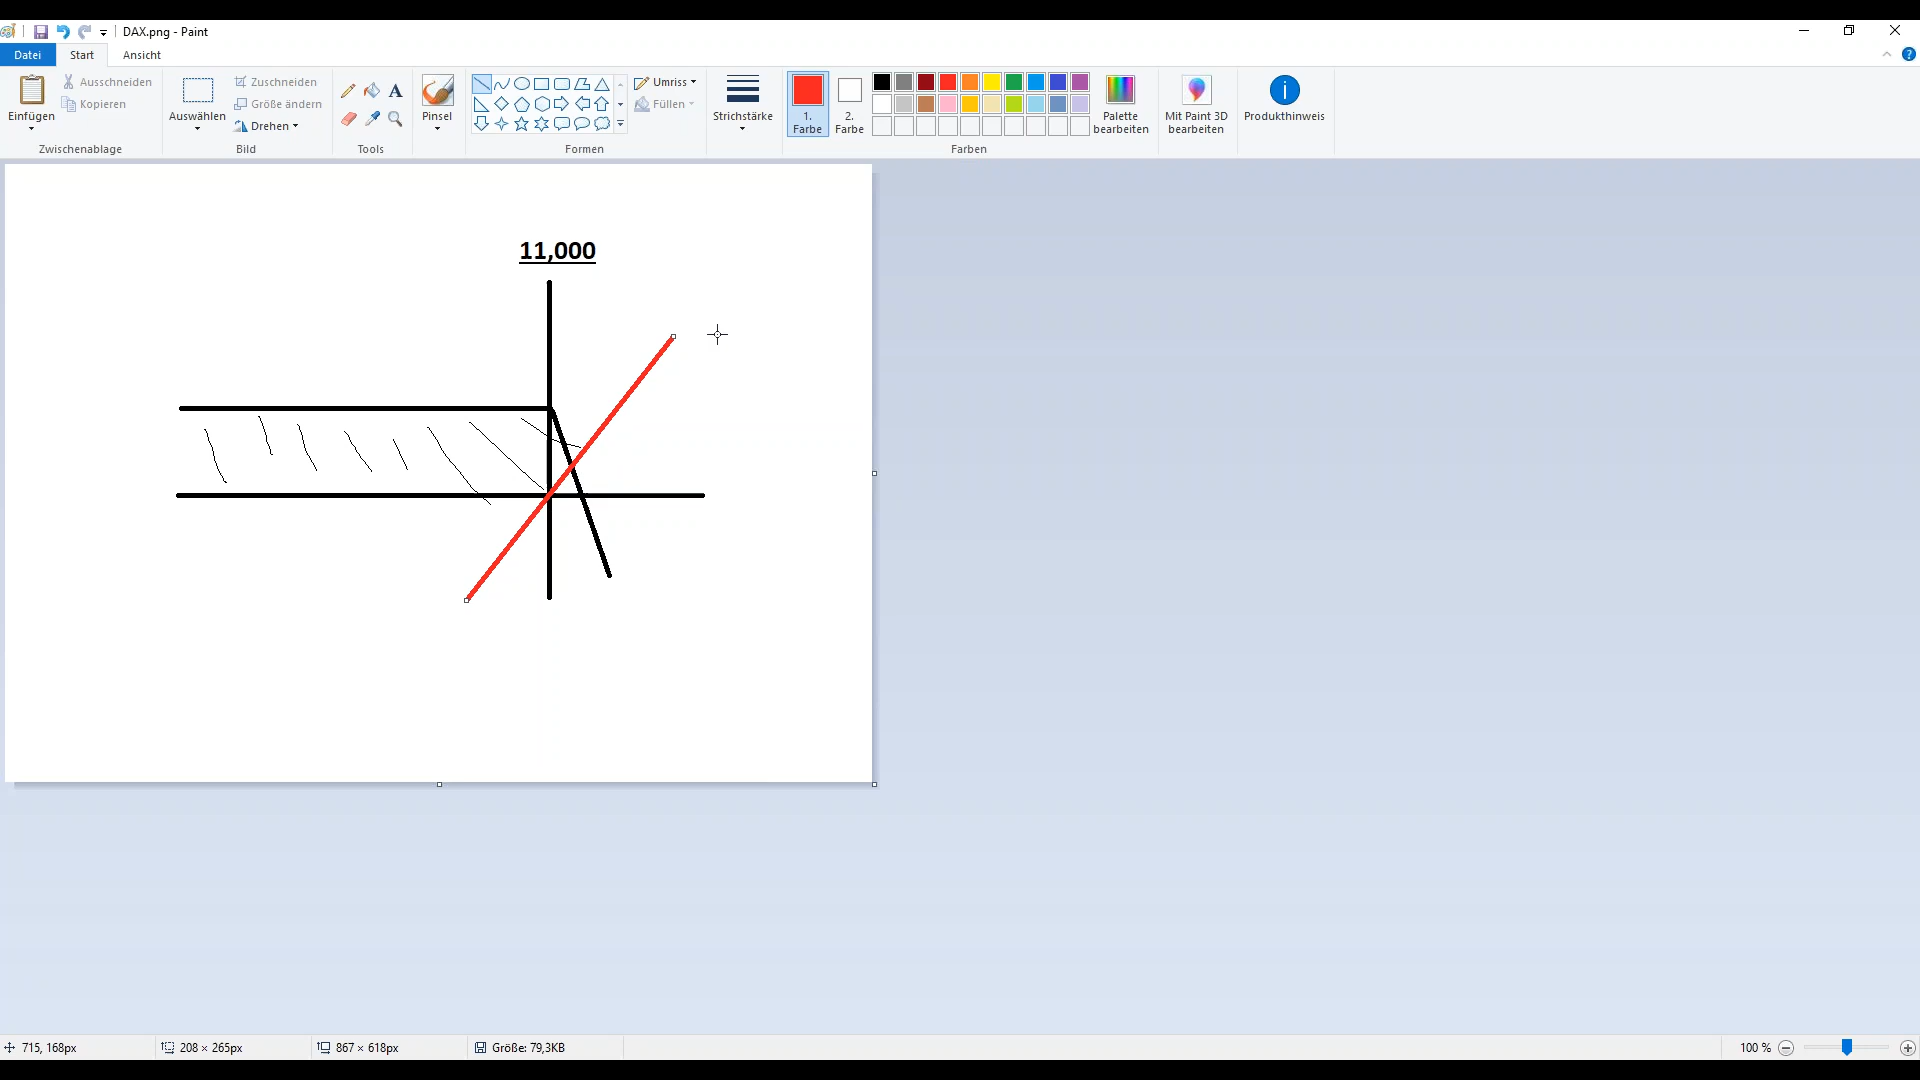 DAX.png - Paint
Datei Start Ansicht
Einfügen
Ausschneiden
Kopieren
Zwischenablage
Auswählen
Zuschneiden
Größe ändern
Drehen
Bild
A
Tools
Pinsel
Umriss
Füllen
Formen
Strichstärke
1.
Farbe
2.
Farbe
Farben
Palette
bearbeiten
Mit Paint 3D
bearbeiten
Produkthinweis
11,000
715, 168px
208 × 265px
867 × 618px
Größe: 79,3KB
100 %